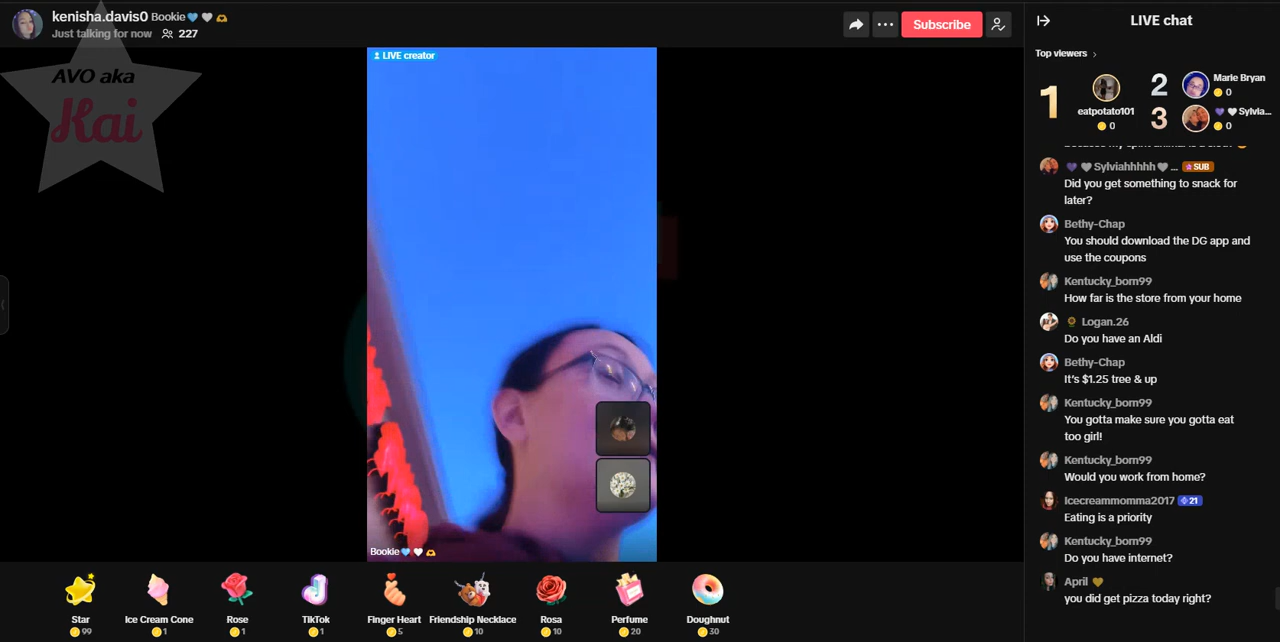 kenisha.davis0 Bookie
Just talking for now 227
Subscribe
AVO aka
Kai
LIVE creator
Bookie
Star
99
Ice Cream Cone
1
Rose
1
TikTok
1
Finger Heart
5
Friendship Necklace
10
Rosa
10
Perfume
20
Doughnut
30
LIVE chat
Top viewers
1
eatpotato101
0
2
Marie Bryan
0
3
Sylvia...
0
Sylviahhhhh ... SUB
Did you get something to snack for
later?
Bethy-Chap
You should download the DG app and
use the coupons
Kentucky_born99
How far is the store from your home
Logan.26
Do you have an Aldi
Bethy-Chap
It's $1.25 tree & up
Kentucky_born99
You gotta make sure you gotta eat
too girl!
Kentucky_born99
Would you work from home?
Icecreammomma2017 21
Eating is a priority
Kentucky_born99
Do you have internet?
April
you did get pizza today right?